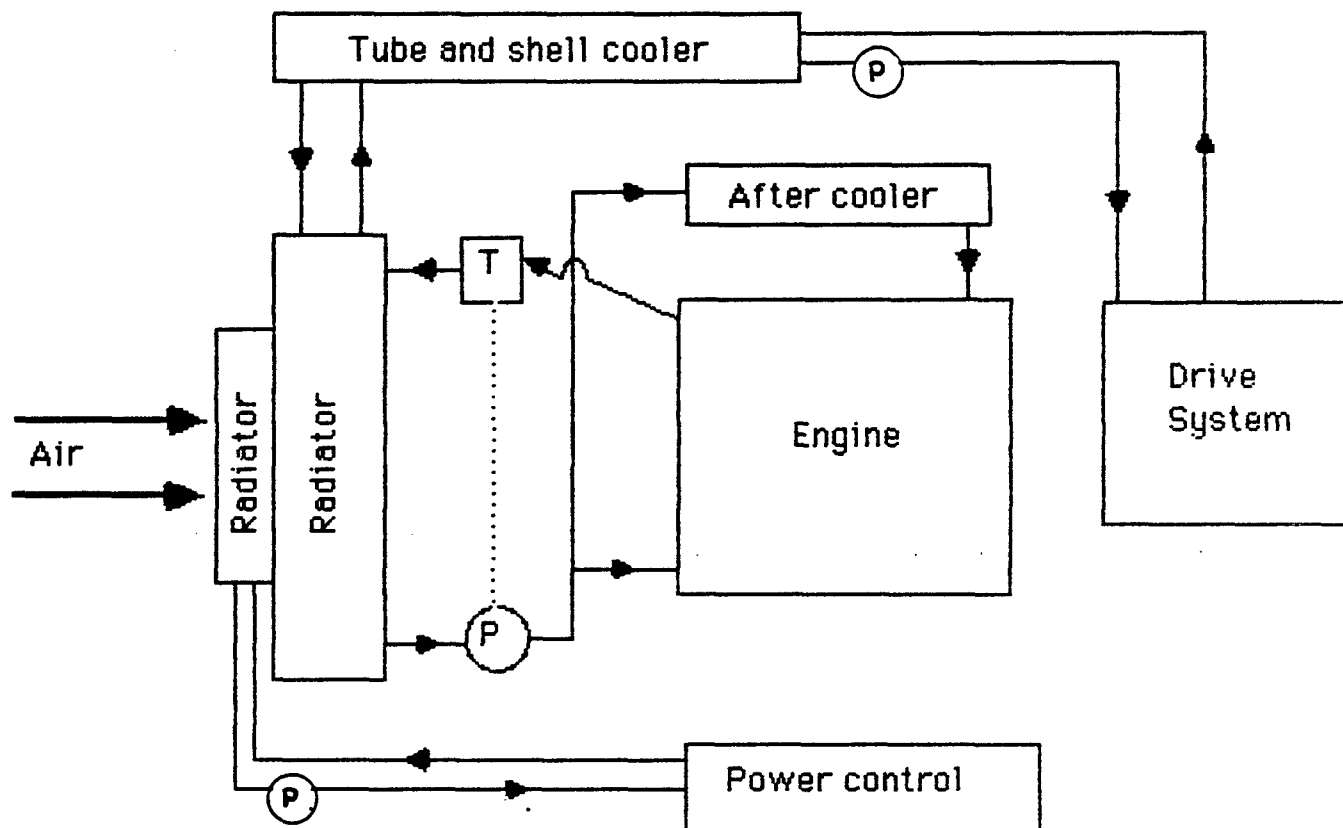 Tube and shell cooler
P
After cooler
T
Drive
System
Radiator
Radiator
Engine
Air
P
Power control
P